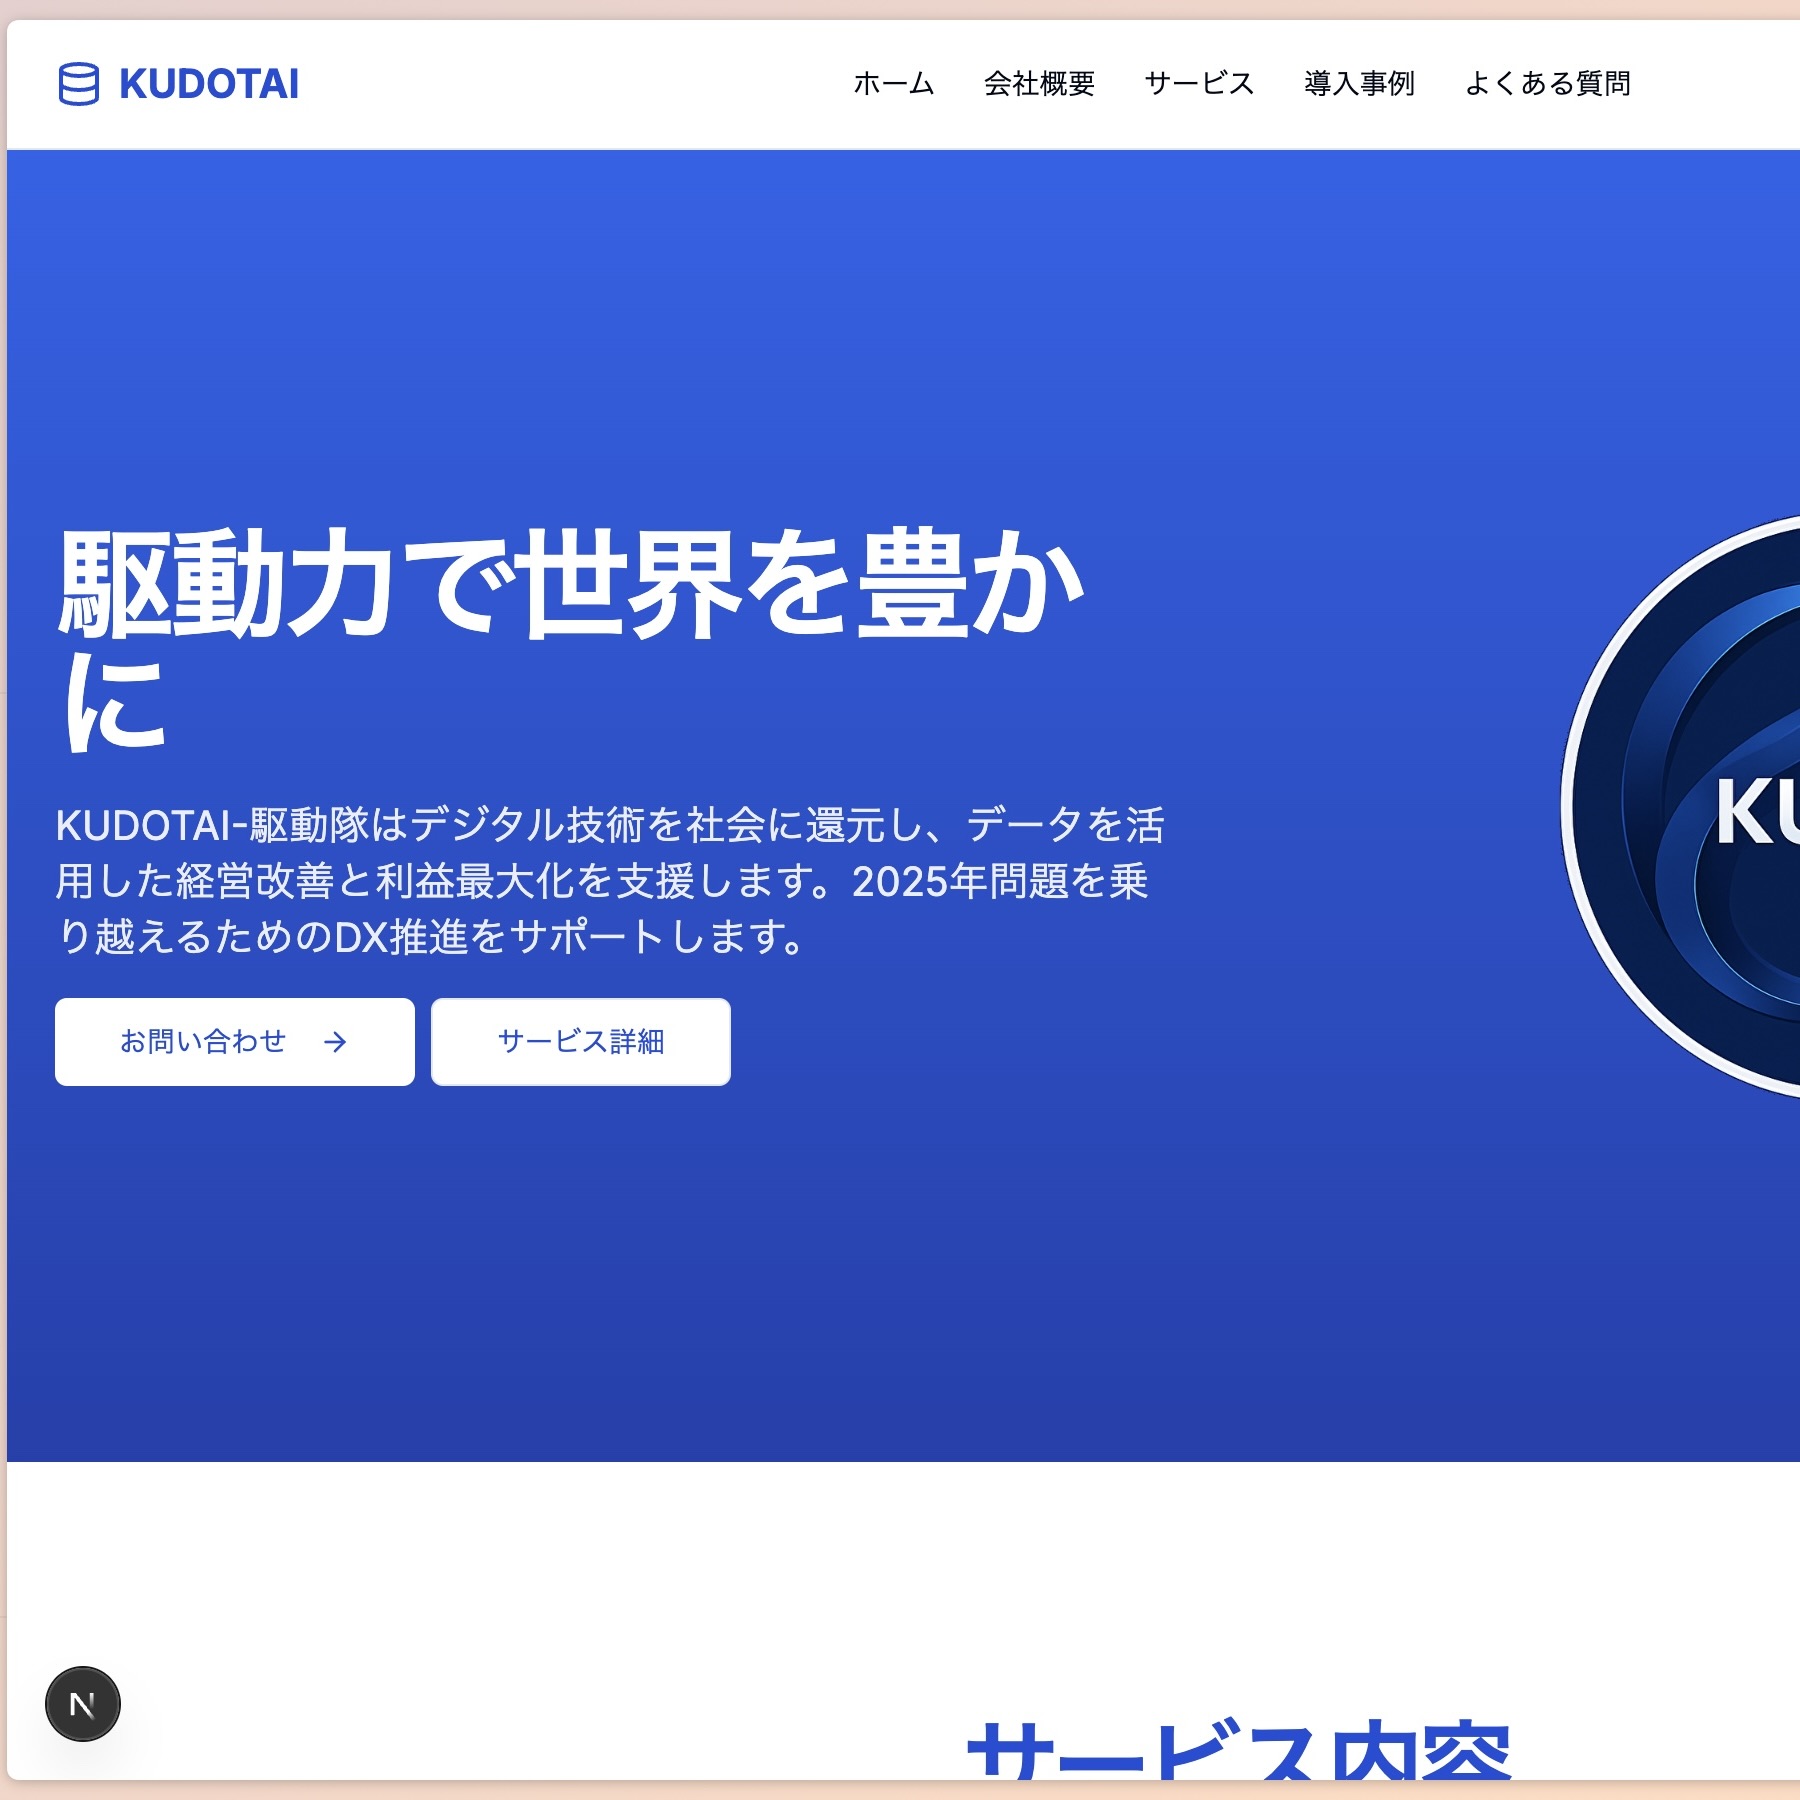 KUDOTAI
ホーム 会社概要 サービス 導入事例 よくある質問
駆動力で世界を豊か
に
KUDOTAI-駆動隊はデジタル技術を社会に還元し、データを活
用した経営改善と利益最大化を支援します。2025年問題を乗
り越えるためのDX推進をサポートします。
お問い合わせ → サービス詳細
KU
N
サービス内容